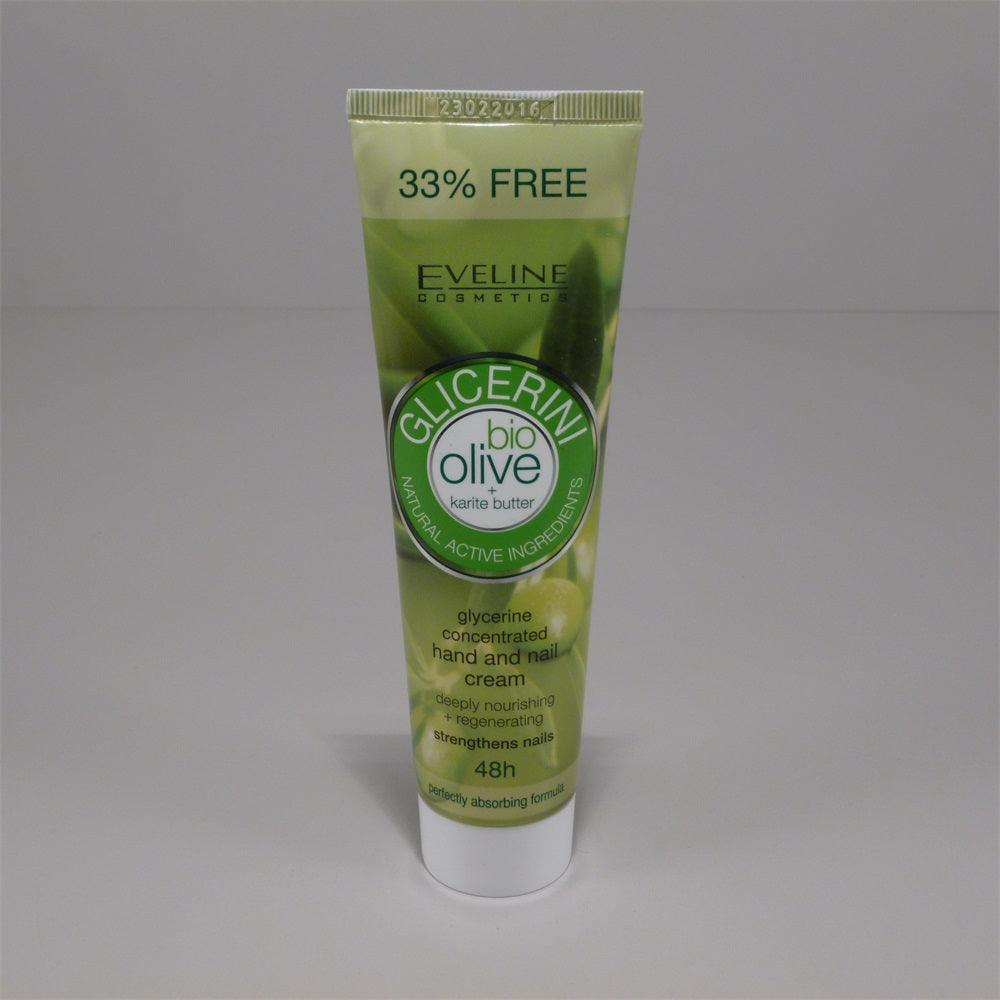 23022016
33% FREE
EVELINE
COSMETICS
GLICERINI
bio
olive
+
karite butter
NATURAL ACTIVE INGREDIENTS
glycerine
concentrated
hand and nail
cream
deeply nourishing
+ regenerating
strengthens nails
48h
perfectly absorbing formula